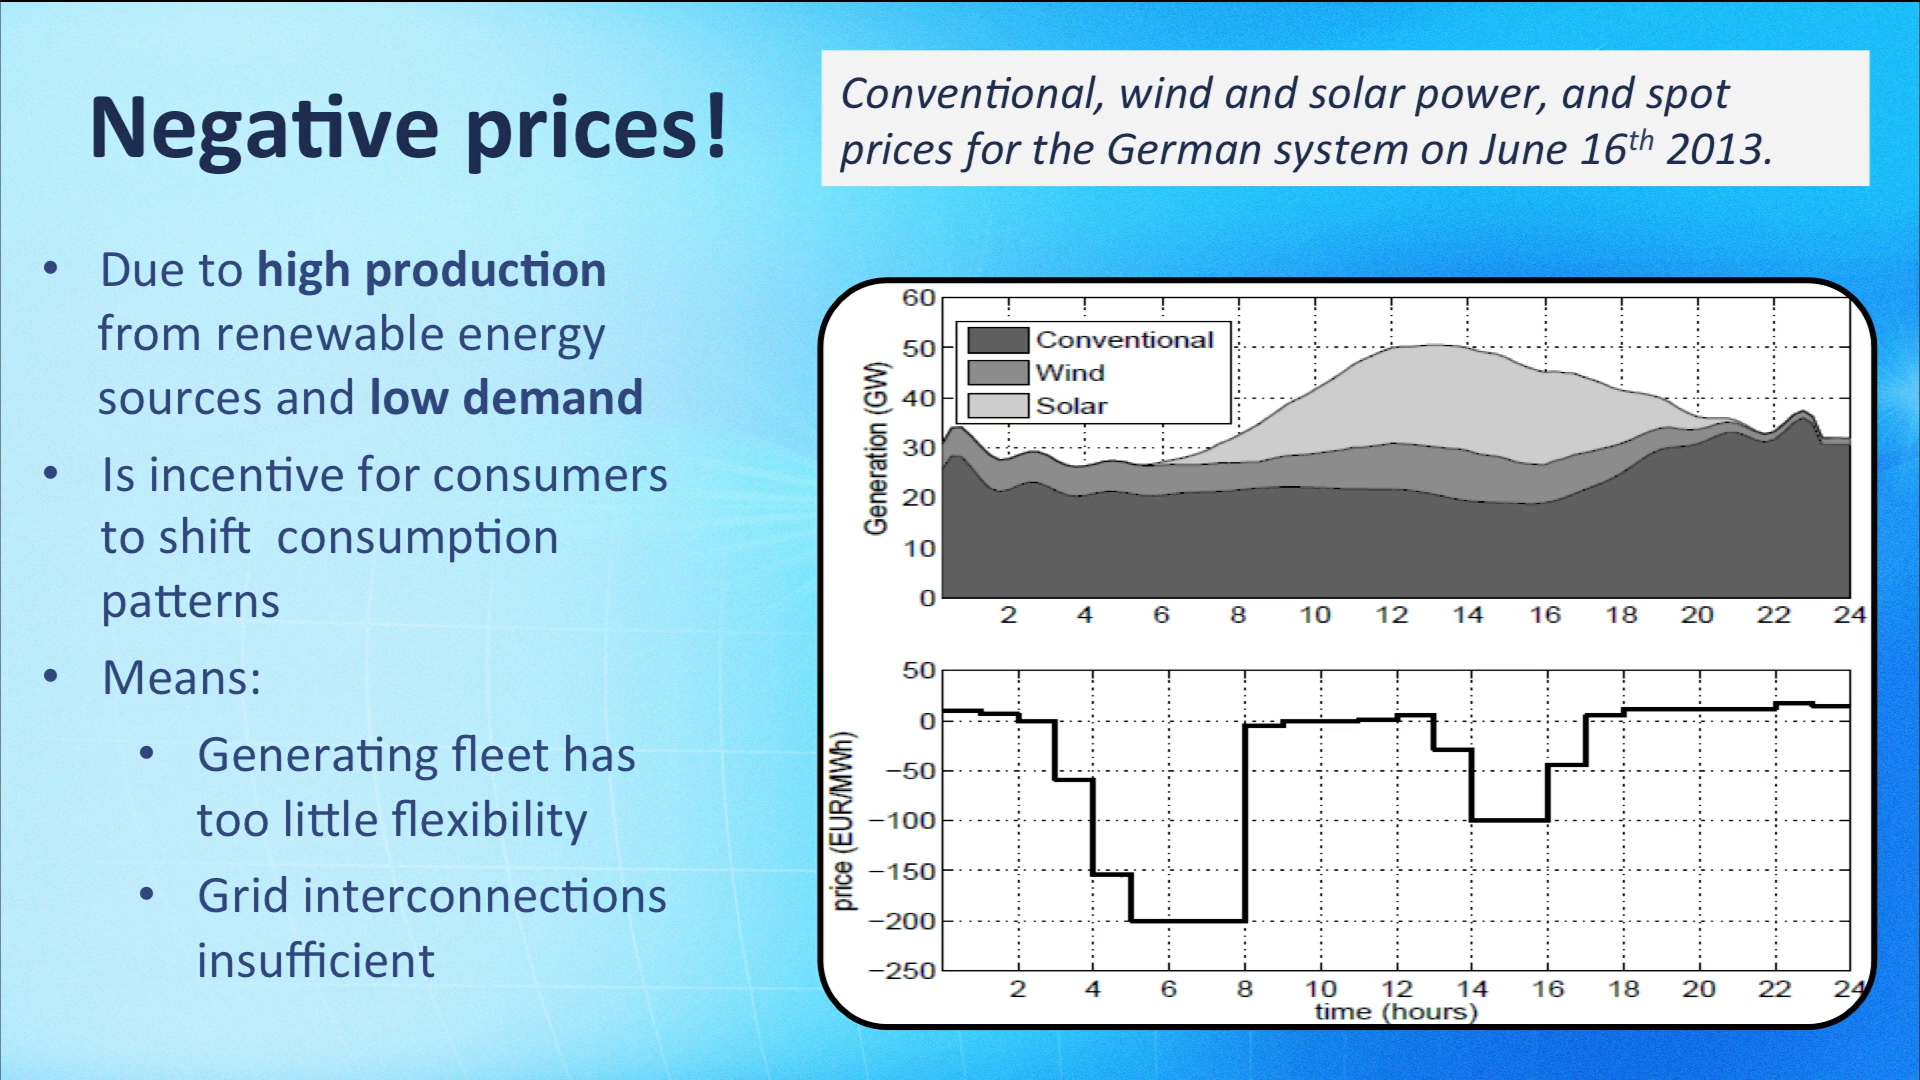 Negative prices!
Conventional, wind and solar power, and spot
prices for the German system on June 16th 2013.
• Due to high production
from renewable energy
sources and low demand
• Is incentive for consumers
to shift consumption
patterns
• Means:
• Generating fleet has
too little flexibility
• Grid interconnections
insufficient
60
50
40
30
20
10
0
Generation (GW)
Conventional
Wind
Solar
2 4 6 8 10 12 14 16 18 20 22 24
50
0
−50
−100
−150
−200
−250
price (EUR/MWh)
2 4 6 8 10 12 14 16 18 20 22 24
time (hours)